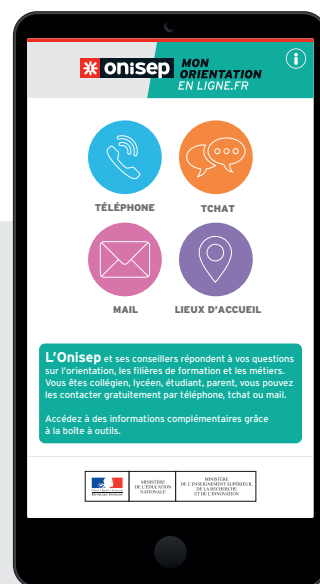 onisep MON
ORIENTATION
EN LIGNE.FR
TÉLÉPHONE
TCHAT
MAIL
LIEUX D'ACCUEIL
L'Onisep et ses conseillers répondent à vos questions
sur l'orientation, les filières de formation et les métiers.
Vous êtes collégien, lycéen, étudiant, parent, vous pouvez
les contacter gratuitement par téléphone, tchat ou mail.
Accédez à des informations complémentaires grâce
à la boîte à outils.
MINISTÈRE
DE L'ÉDUCATION
NATIONALE
MINISTÈRE
DE L'ENSEIGNEMENT SUPÉRIEUR,
DE LA RECHERCHE
ET DE L'INNOVATION